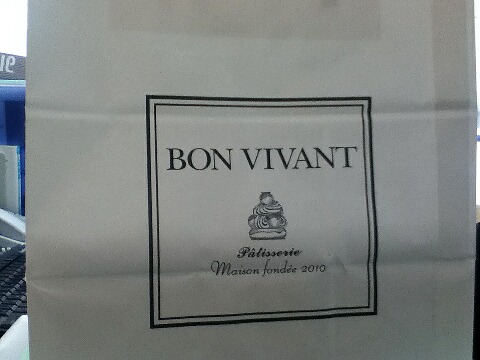 BON VIVANT
Pâtisserie
Maison fondée 2010